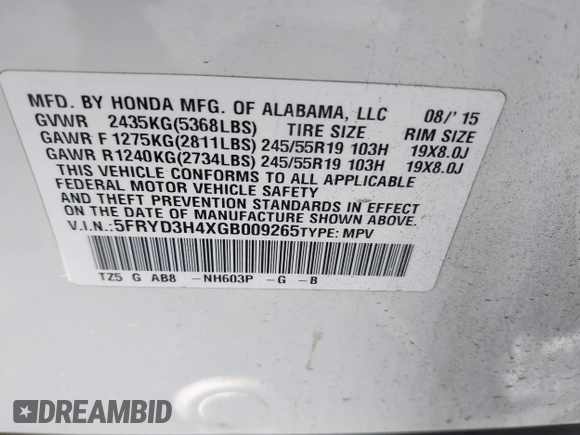 MFD. BY HONDA MFG. OF ALABAMA, LLC 08/'15
GVWR 2435KG(5368LBS) TIRE SIZE RIM SIZE
GAWR F 1275KG(2811LBS) 245/55R19 103H 19X8.0J
GAWR R 1240KG(2734LBS) 245/55R19 103H 19X8.0J
THIS VEHICLE CONFORMS TO ALL APPLICABLE
FEDERAL MOTOR VEHICLE SAFETY
AND THEFT PREVENTION STANDARDS IN EFFECT
ON THE DATE OF MANUFACTURE SHOWN ABOVE.
V.I.N.:5FRYD3H4XGB009265TYPE: MPV
TZ5 G AB8 -NH603P -G -B
DREAMBID